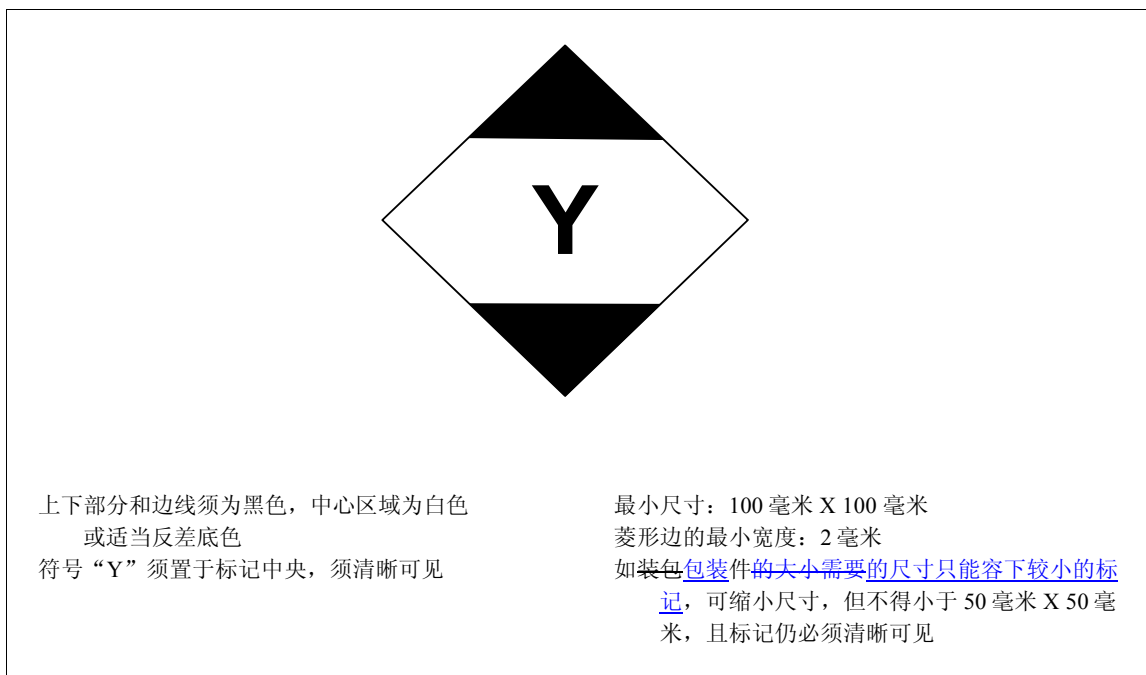 Y
上下部分和边线须为黑色，中心区域为白色
或适当反差底色
符号“Y”须置于标记中央，须清晰可见
最小尺寸：100 毫米 X 100 毫米
菱形边的最小宽度：2 毫米
如装包包装件的大小需要的尺寸只能容下较小的标
记，可缩小尺寸，但不得小于 50 毫米 X 50 毫
米，且标记仍必须清晰可见